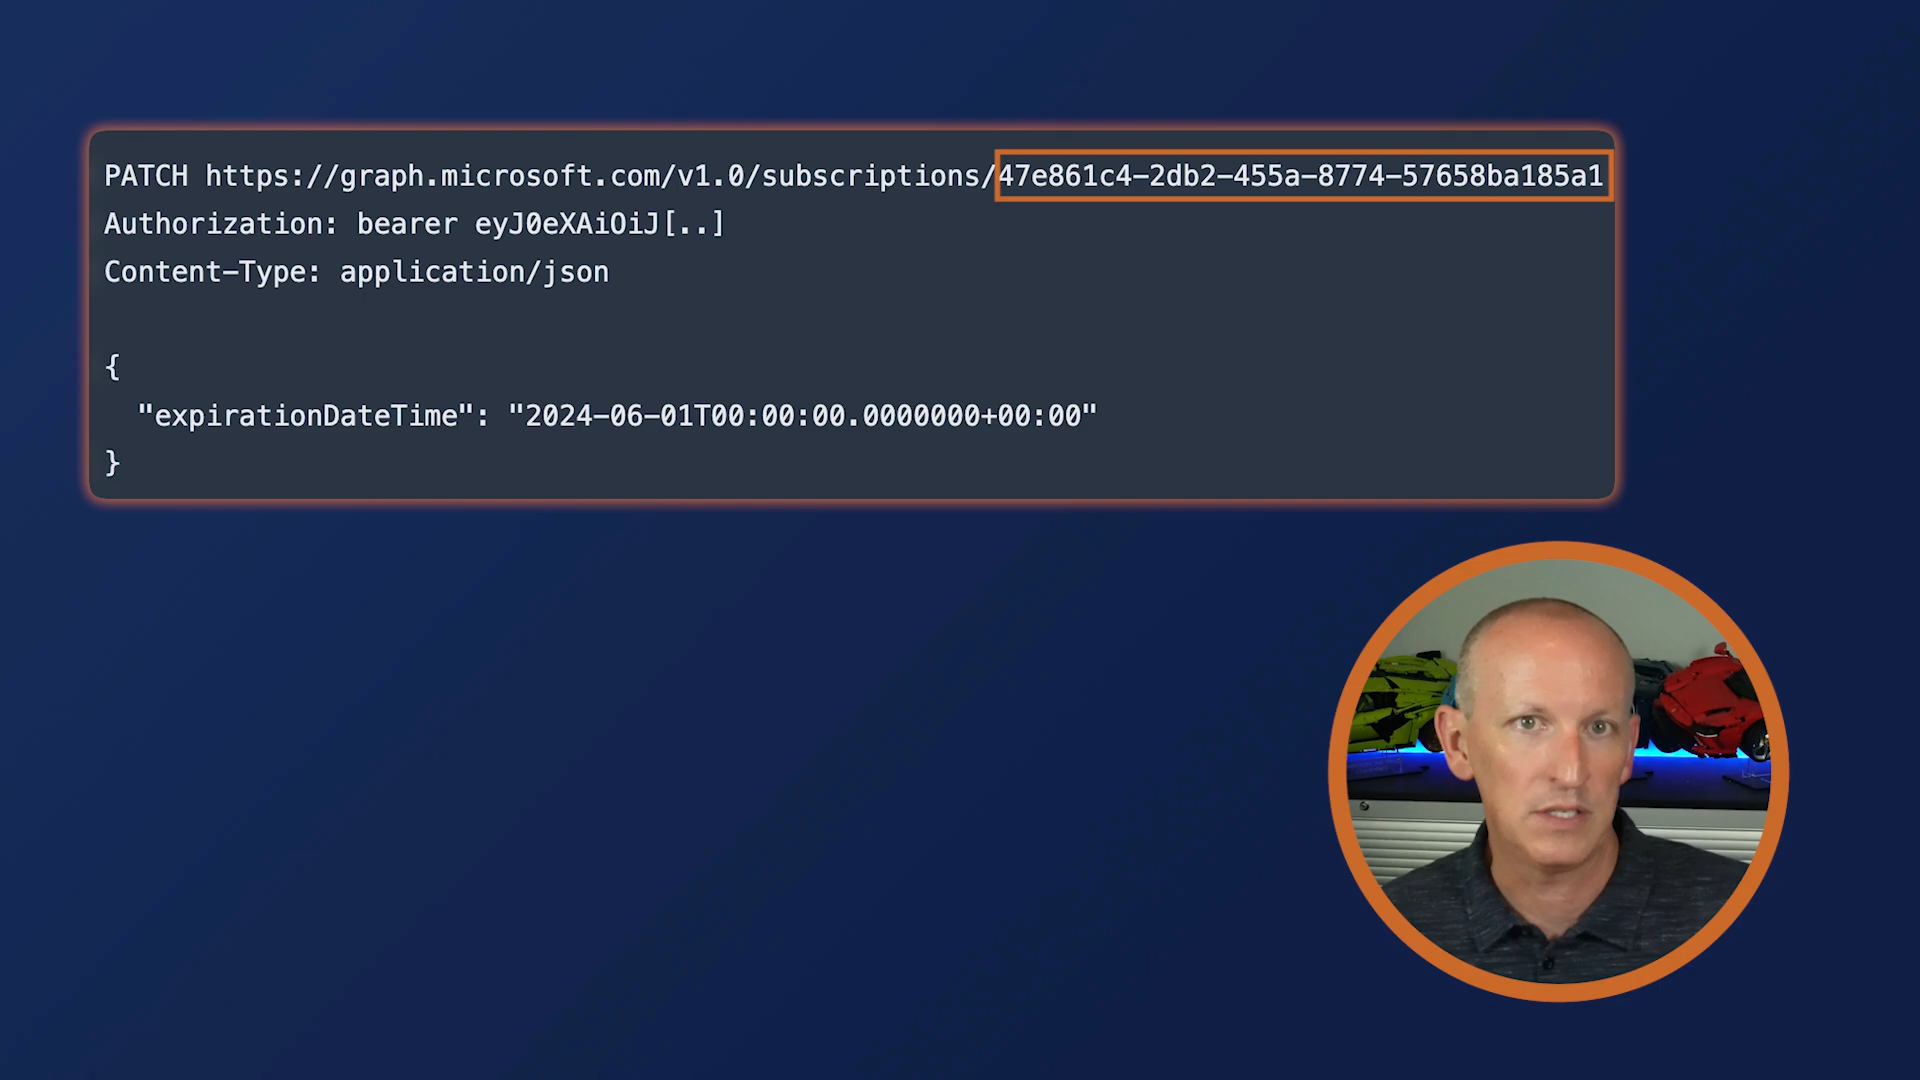 PATCH https://graph.microsoft.com/v1.0/subscriptions/47e861c4-2db2-455a-8774-57658ba185a1
Authorization: bearer eyJ0eXAiOiJ[..]
Content-Type: application/json
{
"expirationDateTime": "2024-06-01T00:00:00.0000000+00:00"
}